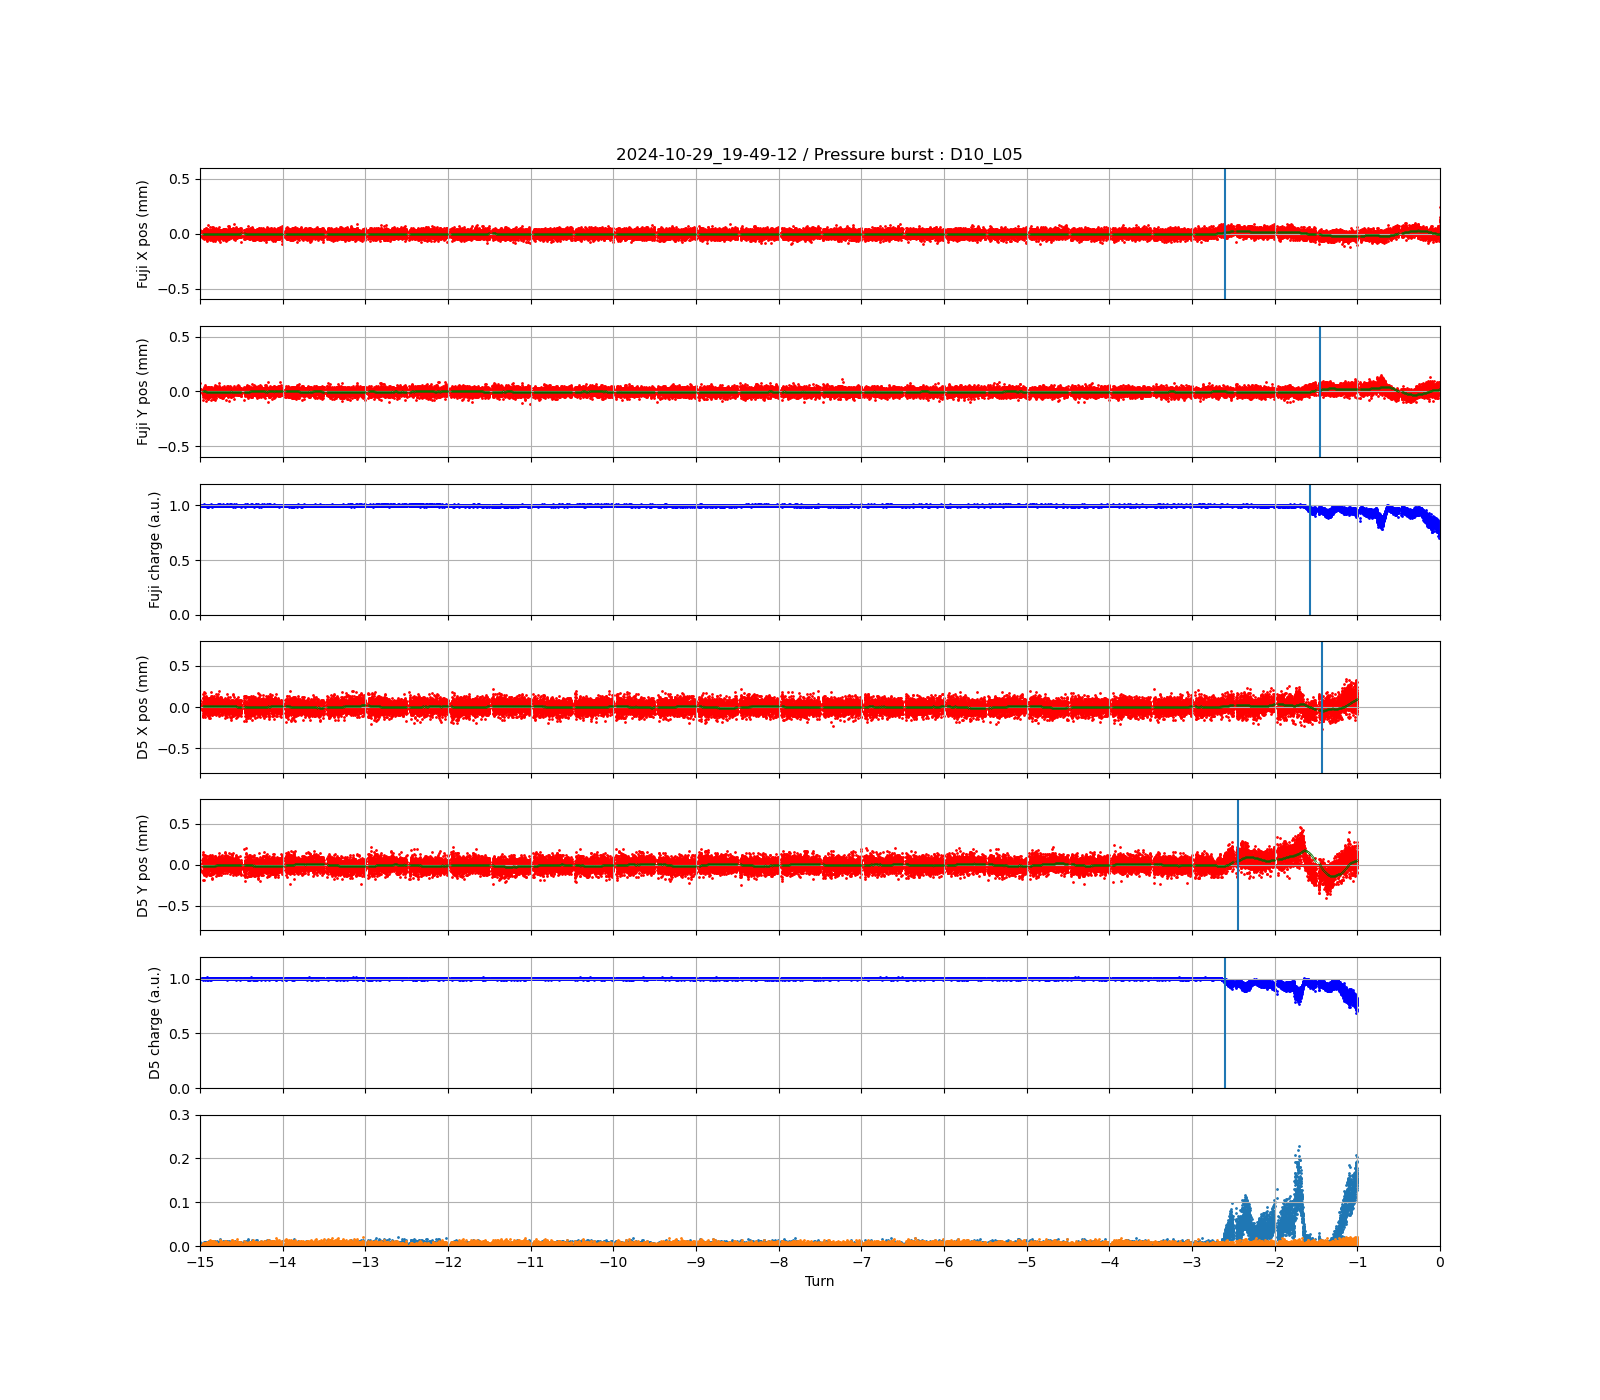 2024-10-29_19-49-12 / Pressure burst : D10_L05
Fuji X pos (mm)
0.5
0.0
−0.5
Fuji Y pos (mm)
0.5
0.0
−0.5
Fuji charge (a.u.)
1.0
0.5
0.0
D5 X pos (mm)
0.5
0.0
−0.5
D5 Y pos (mm)
0.5
0.0
−0.5
D5 charge (a.u.)
1.0
0.5
0.0
0.3
0.2
0.1
0.0
−15 −14 −13 −12 −11 −10 −9 −8 −7 −6 −5 −4 −3 −2 −1 0
Turn